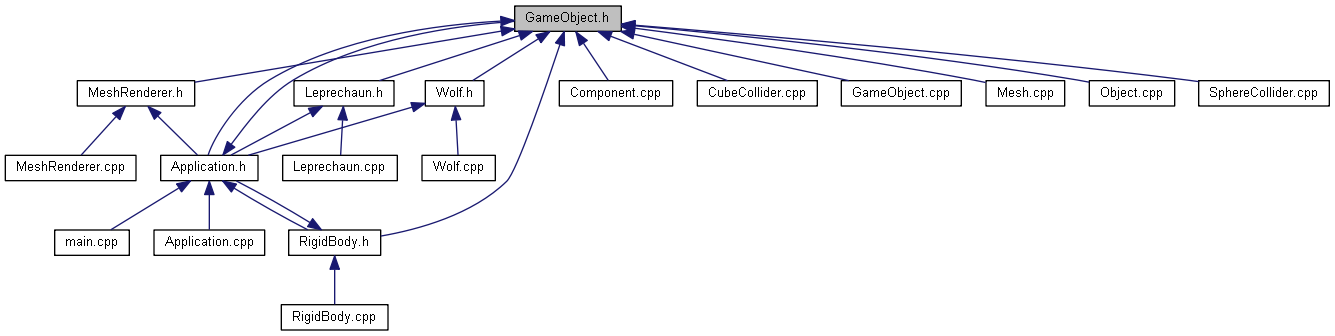 GameObject.h
MeshRenderer.h
Leprechaun.h
Wolf.h
Component.cpp
CubeCollider.cpp
GameObject.cpp
Mesh.cpp
Object.cpp
SphereCollider.cpp
MeshRenderer.cpp
Application.h
Leprechaun.cpp
Wolf.cpp
main.cpp
Application.cpp
RigidBody.h
RigidBody.cpp